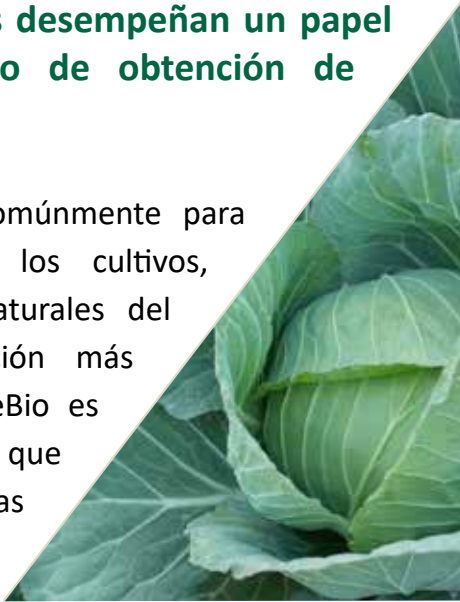 s desempeñan un papel
o de obtención de
omúnmente para
los cultivos,
aturales del
ión más
eBio es
que
as